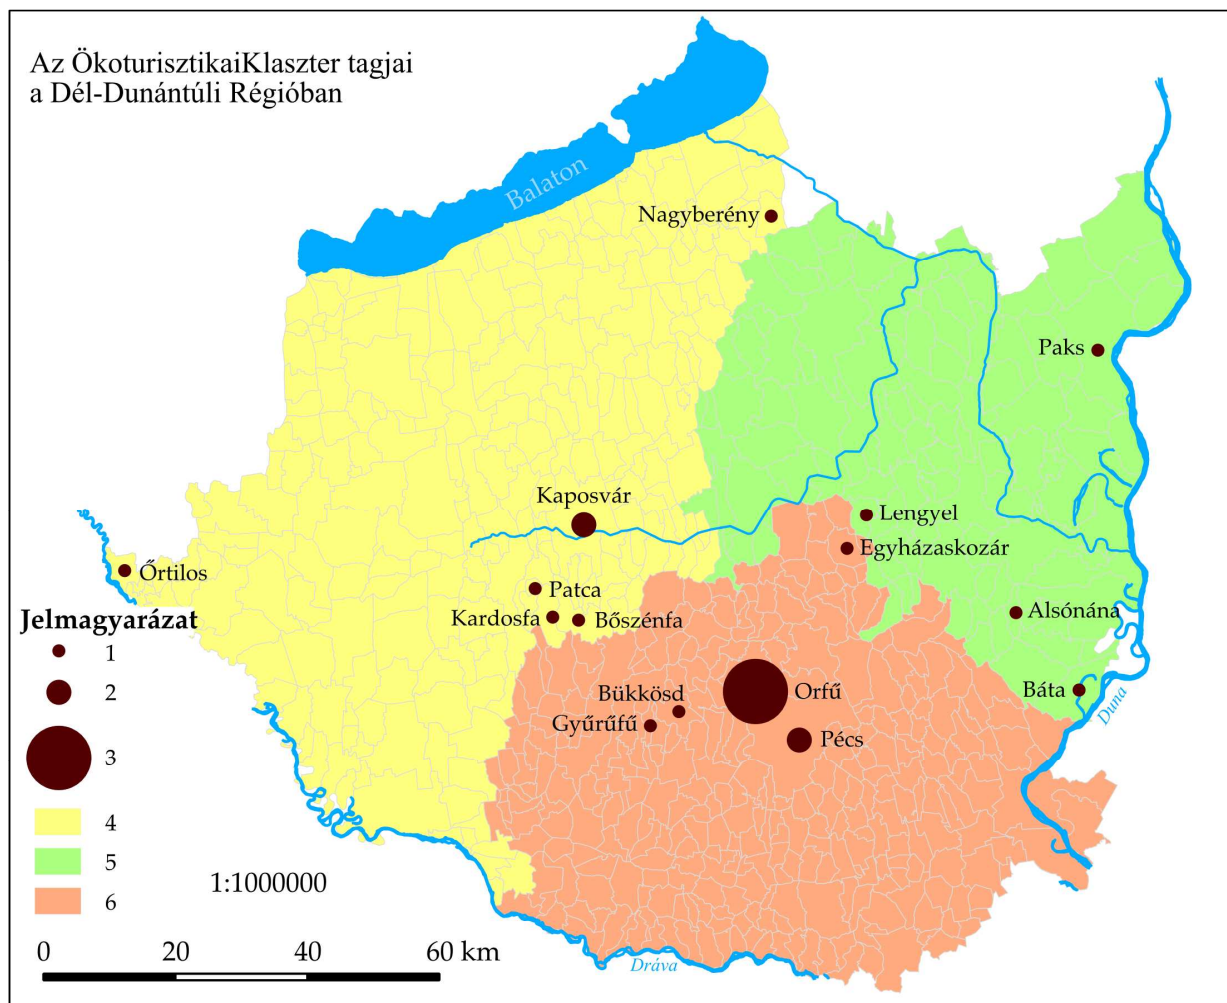 Az ÖkoturisztikaiKlaszter tagjai
a Dél-Dunántúli Régióban
Balaton
Nagyberény
Paks
Kaposvár
Lengyel
Egyházaskozár
Őrtilos
Patca
Kardosfa
Bőszénfa
Alsónána
Jelmagyarázat
1
2
3
4
5
6
Bükkösd
Orfű
Báta
Gyűrűfű
Pécs
Duna
1:1000000
0 20 40 60 km
Dráva